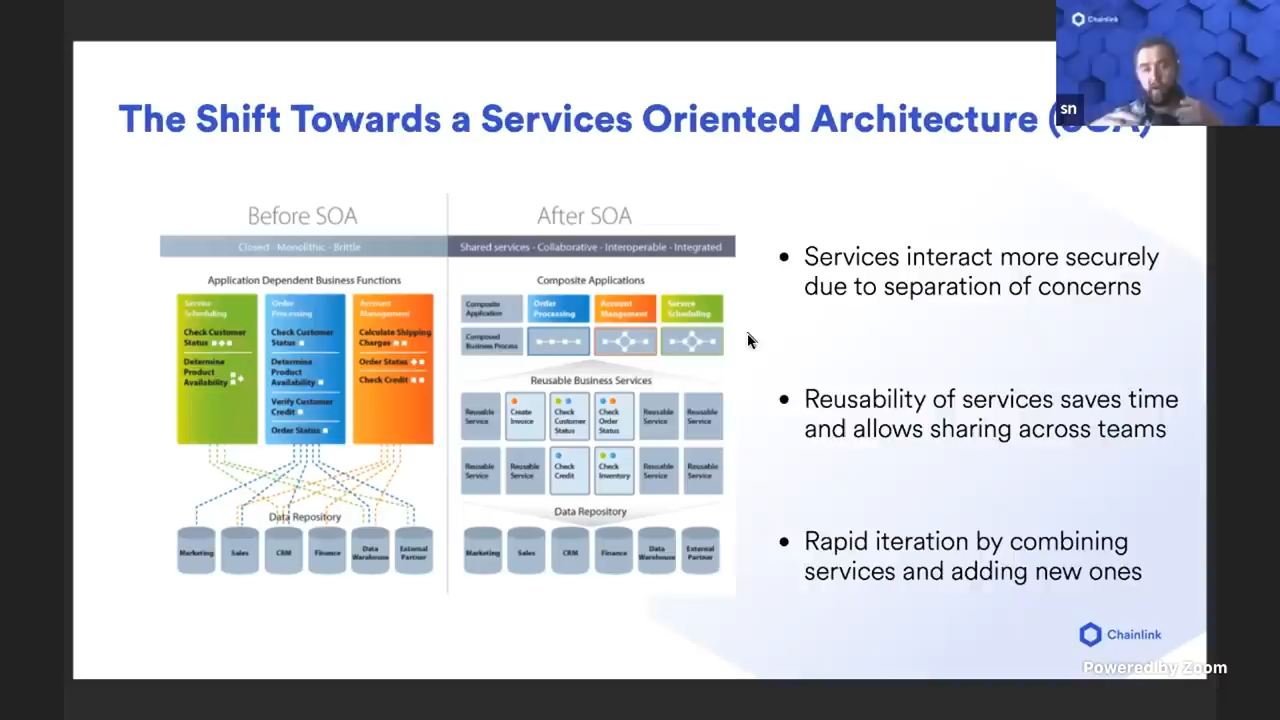 Chainlink
sn
The Shift Towards a Services Oriented Architecture (SOA)
Before SOA
After SOA
Closed - Monolithic - Brittle
Shared services - Collaborative - Interoperable - Integrated
Application Dependent Business Functions
Service
Scheduling
Check Customer
Status
Determine
Product
Availability
Order
Processing
Check Customer
Status
Determine
Product
Availability
Verify Customer
Credit
Order Status
Account
Management
Calculate Shipping
Charges
Order Status
Check Credit
Data Repository
Marketing
Sales
CRM
Finance
Data
Warehouse
External
Partner
Composite Applications
Composite
Application
Order
Processing
Account
Mangement
Service
Scheduling
Composed
Business Process
Reusable Business Services
Reusable
Service
Create
Invoice
Check
Customer
Status
Check
Order
Status
Reusable
Service
Reusable
Service
Reusable
Service
Reusable
Service
Check
Credit
Check
Inventory
Reusable
Service
Reusable
Service
Data Repository
Marketing
Sales
CRM
Finance
Data
Warehouse
External
Partner
• Services interact more securely
due to separation of concerns
• Reusability of services saves time
and allows sharing across teams
• Rapid iteration by combining
services and adding new ones
Chainlink
Powered by Zoom